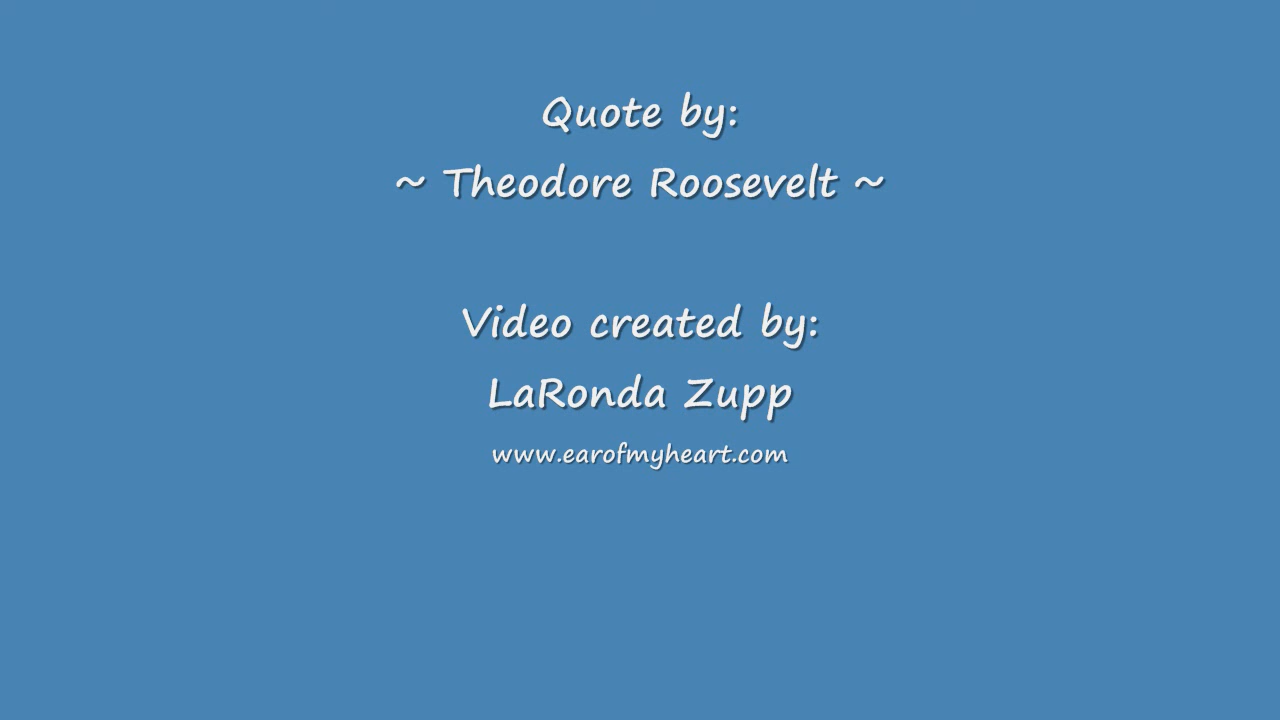 Quote by:
~ Theodore Roosevelt ~
Video created by:
LaRonda Zupp
www.earofmyheart.com